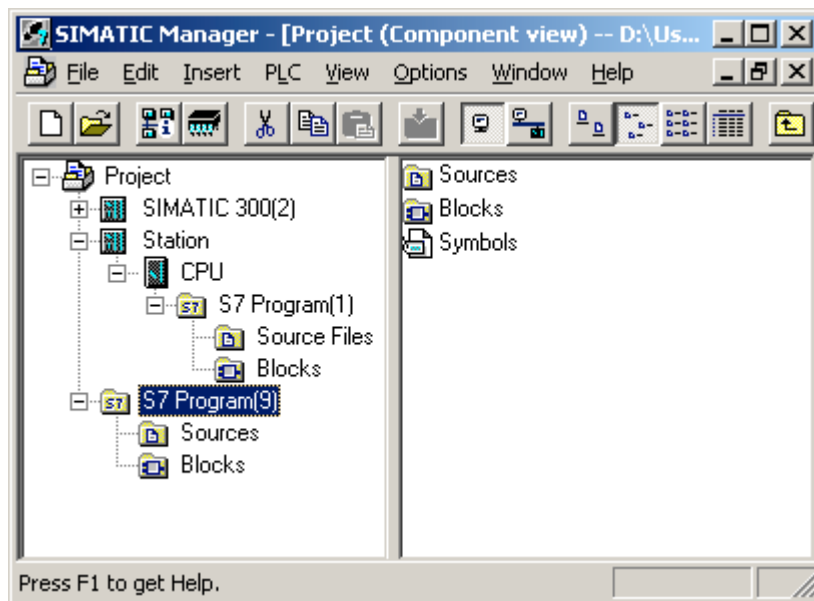 SIMATIC Manager - [Project (Component view) -- D:\Us...
File Edit Insert PLC View Options Window Help
Project
SIMATIC 300(2)
Station
CPU
S7 Program(1)
Source Files
Blocks
S7 Program(9)
Sources
Blocks
Sources
Blocks
Symbols
Press F1 to get Help.